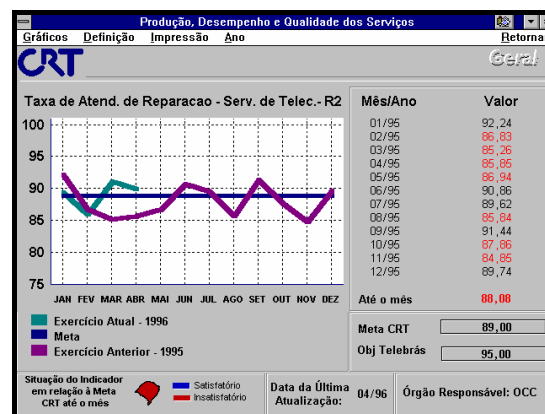 Produção, Desempenho e Qualidade dos Serviços
Gráficos Definição Impressão Ano Retorna
CRT
Geral
Taxa de Atend. de Reparacao - Serv. de Telec.- R2
100
95
90
85
80
75
JAN FEV MAR ABR MAI JUN JUL AGO SET OUT NOV DEZ
Exercício Atual - 1996
Meta
Exercício Anterior - 1995
Mês/Ano Valor
01/95 92,24
02/95 86,83
03/95 85,26
04/95 85,85
05/95 86,94
06/95 90,86
07/95 89,62
08/95 85,84
09/95 91,44
10/95 87,86
11/95 84,85
12/95 89,74
Até o mês 88,08
Meta CRT 89,00
Obj Telebrás 95,00
Situação do Indicador
em relação à Meta
CRT até o mês
Satisfatório
Insatisfatório
Data da Última
Atualização:
04/96
Órgão Responsável: OCC